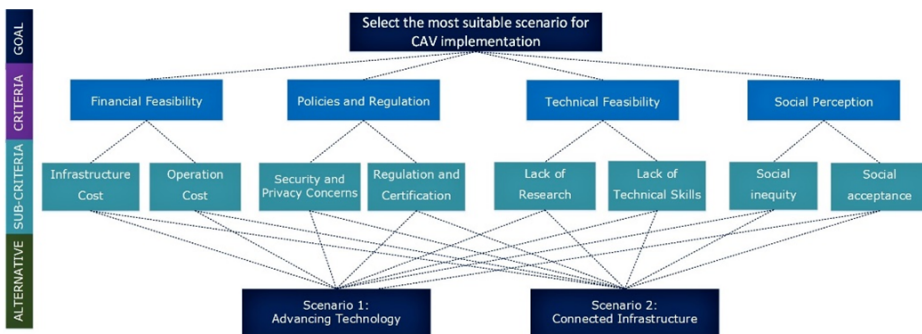 GOAL
Select the most suitable scenario for
CAV implementation
CRITERIA
Financial Feasibility
Policies and Regulation
Technical Feasibility
Social Perception
SUB-CRITERIA
Infrastructure
Cost
Operation
Cost
Security and
Privacy Concerns
Regulation and
Certification
Lack of
Research
Lack of
Technical Skills
Social
inequity
Social
acceptance
ALTERNATIVE
Scenario 1:
Advancing Technology
Scenario 2:
Connected Infrastructure